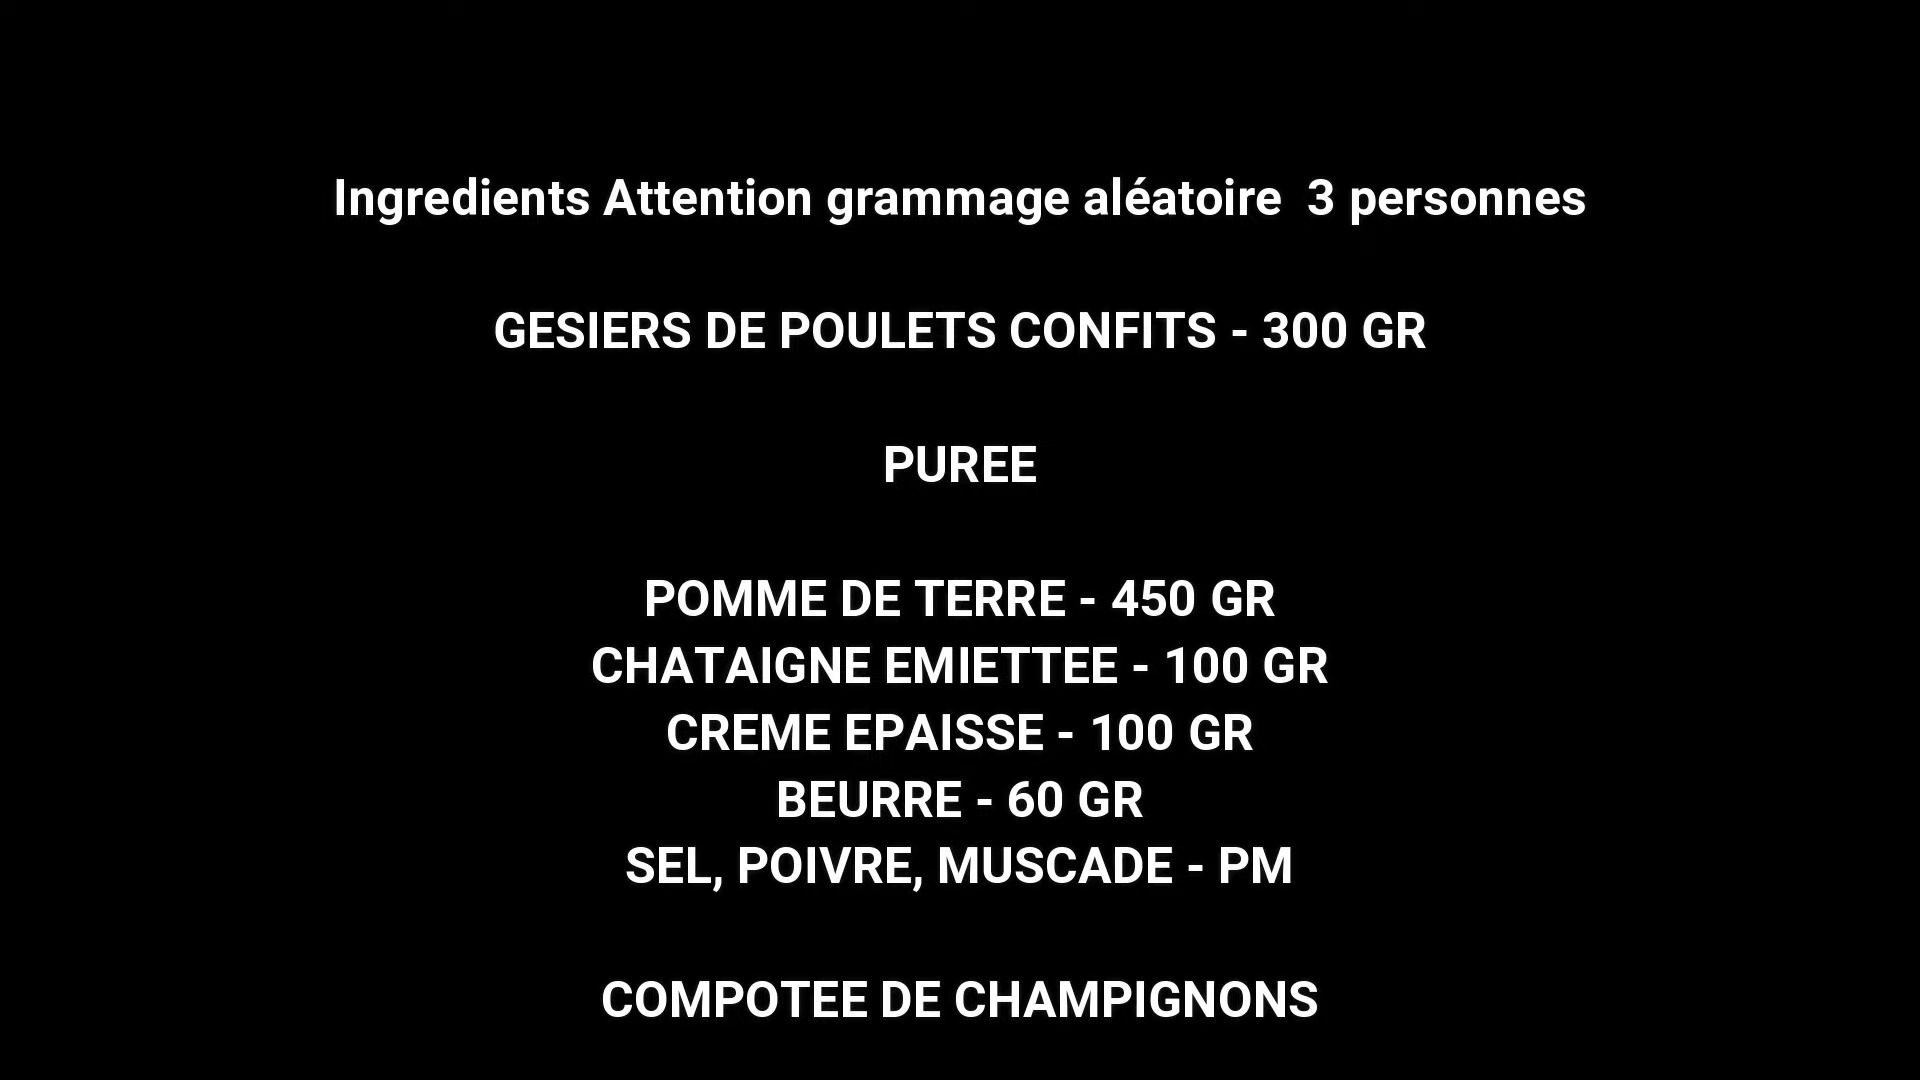 Ingredients Attention grammage aléatoire  3 personnes
GESIERS DE POULETS CONFITS - 300 GR
PUREE
POMME DE TERRE - 450 GR
CHATAIGNE EMIETTEE - 100 GR
CREME EPAISSE - 100 GR
BEURRE - 60 GR
SEL, POIVRE, MUSCADE - PM
COMPOTEE DE CHAMPIGNONS